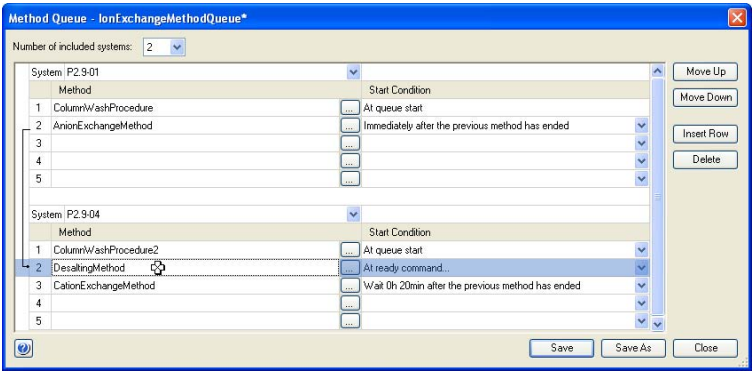 Method Queue - IonExchangeMethodQueue*
Number of included systems: 2
System P2.9-01
Move Up
Method Start Condition
Move Down
1 ColumnWashProcedure ... At queue start
2 AnionExchangeMethod ... Immediately after the previous method has ended
Insert Row
3 ...
4 ...
Delete
5 ...
System P2.9-04
Method Start Condition
1 ColumnWashProcedure2 ... At queue start
2 DesaltingMethod ... At ready command...
3 CationExchangeMethod ... Wait 0h 20min after the previous method has ended
4 ...
5 ...
? Save Save As Close